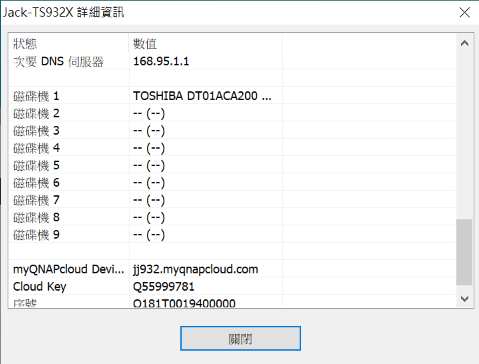 Jack-TS932X 詳細資訊
狀態 數值
次要 DNS 伺服器 168.95.1.1
磁碟機 1 TOSHIBA DT01ACA200 ...
磁碟機 2 -- (--)
磁碟機 3 -- (--)
磁碟機 4 -- (--)
磁碟機 5 -- (--)
磁碟機 6 -- (--)
磁碟機 7 -- (--)
磁碟機 8 -- (--)
磁碟機 9 -- (--)
myQNAPcloud Devi... jj932.myqnapcloud.com
Cloud Key Q55999781
序號 Q181T0019400000
關閉